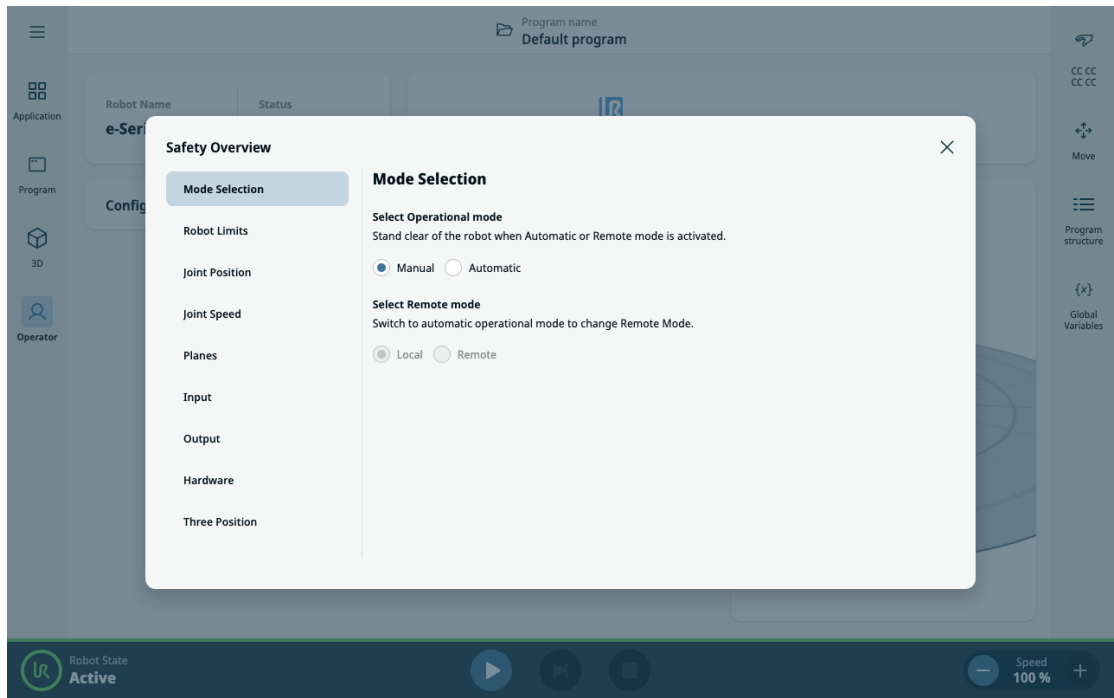 Program name
Default program
Application
Program
3D
Operator
Robot Name
Status
e-Seri
Config
Safety Overview
Mode Selection
Robot Limits
Joint Position
Joint Speed
Planes
Input
Output
Hardware
Three Position
Mode Selection
Select Operational mode
Stand clear of the robot when Automatic or Remote mode is activated.
Manual Automatic
Select Remote mode
Switch to automatic operational mode to change Remote Mode.
Local Remote
CC CC
CC CC
Move
Program
structure
{x}
Global
Variables
Robot State
Active
Speed
100 %